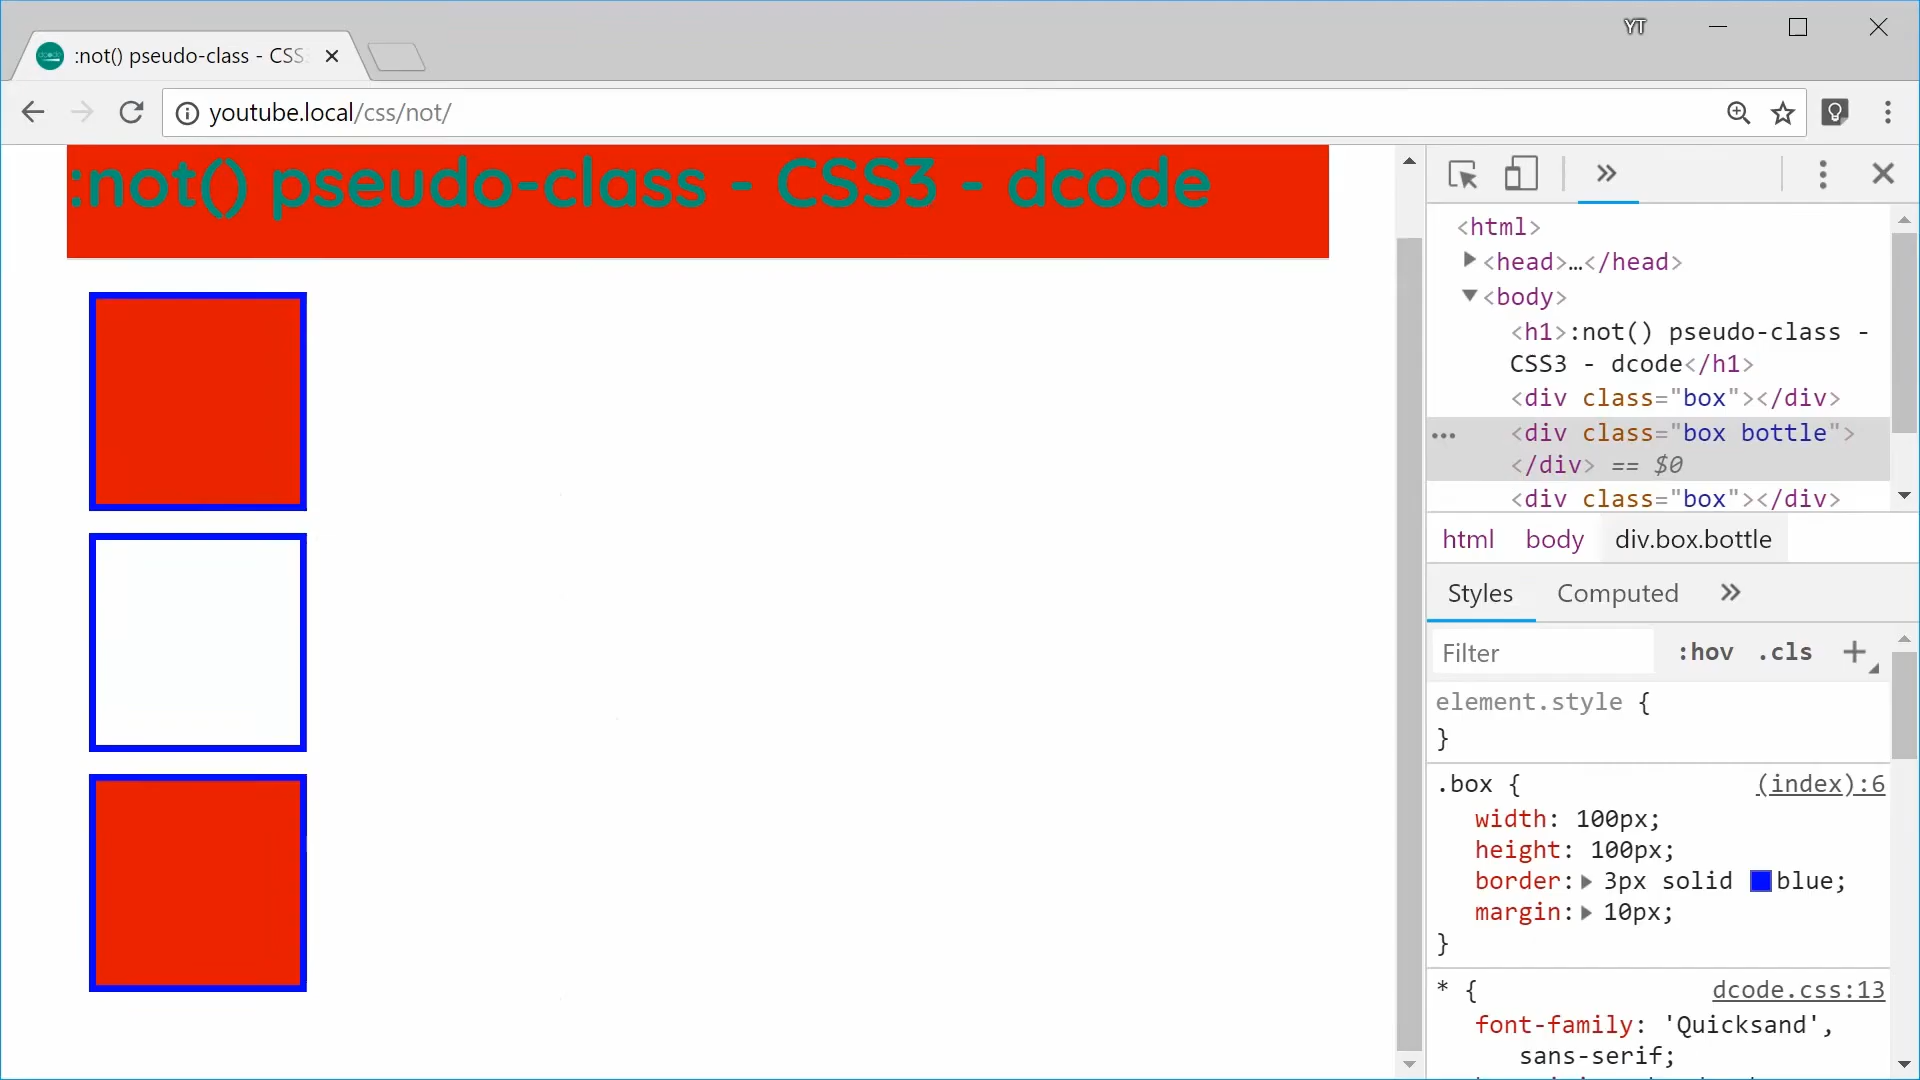 YT
:not() pseudo-class - CSS
youtube.local/css/not/
:not() pseudo-class - CSS3 - dcode
<html>
<head>…</head>
<body>
<h1>:not() pseudo-class -
CSS3 - dcode</h1>
<div class="box"></div>
<div class="box bottle">
</div> == $0
<div class="box"></div>
html body div.box.bottle
Styles Computed
Filter :hov .cls
element.style {
}
.box { (index):6
width: 100px;
height: 100px;
border: 3px solid blue;
margin: 10px;
}
* { dcode.css:13
font-family: 'Quicksand',
sans-serif;